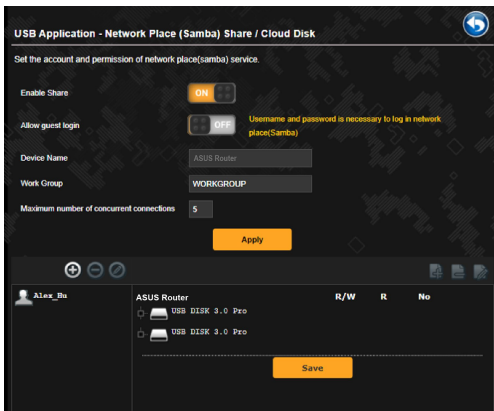 USB Application - Network Place (Samba) Share / Cloud Disk
Set the account and permission of network place(samba) service.
Enable Share
ON
Allow guest login
OFF
Username and password is necessary to log in network
place(Samba)
Device Name
ASUS Router
Work Group
WORKGROUP
Maximum number of concurrent connections
5
Apply
Alex_Hu
ASUS Router R/W R No
USB DISK 3.0 Pro
USB DISK 3.0 Pro
Save